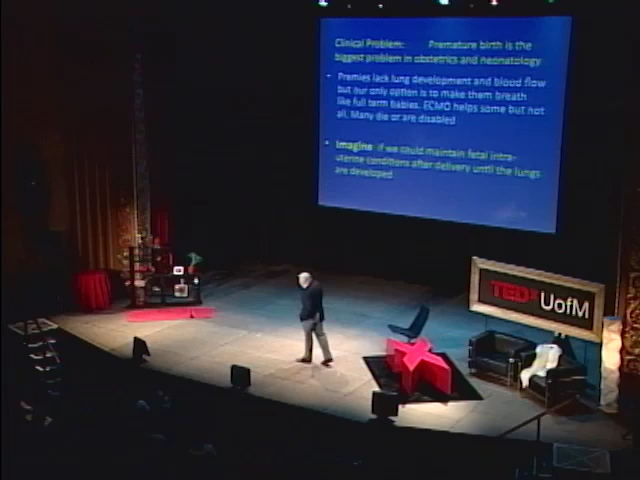 Clinical Problem: Premature birth is the
biggest problem in obstetrics and neonatology
• Premies lack lung development and blood flow
but our only option is to make them breath
like full term babies. ECMO helps some but not
all. Many die or are disabled
• Imagine if we could maintain fetal intra-
uterine conditions after delivery until the lungs
are developed
TEDx UofM